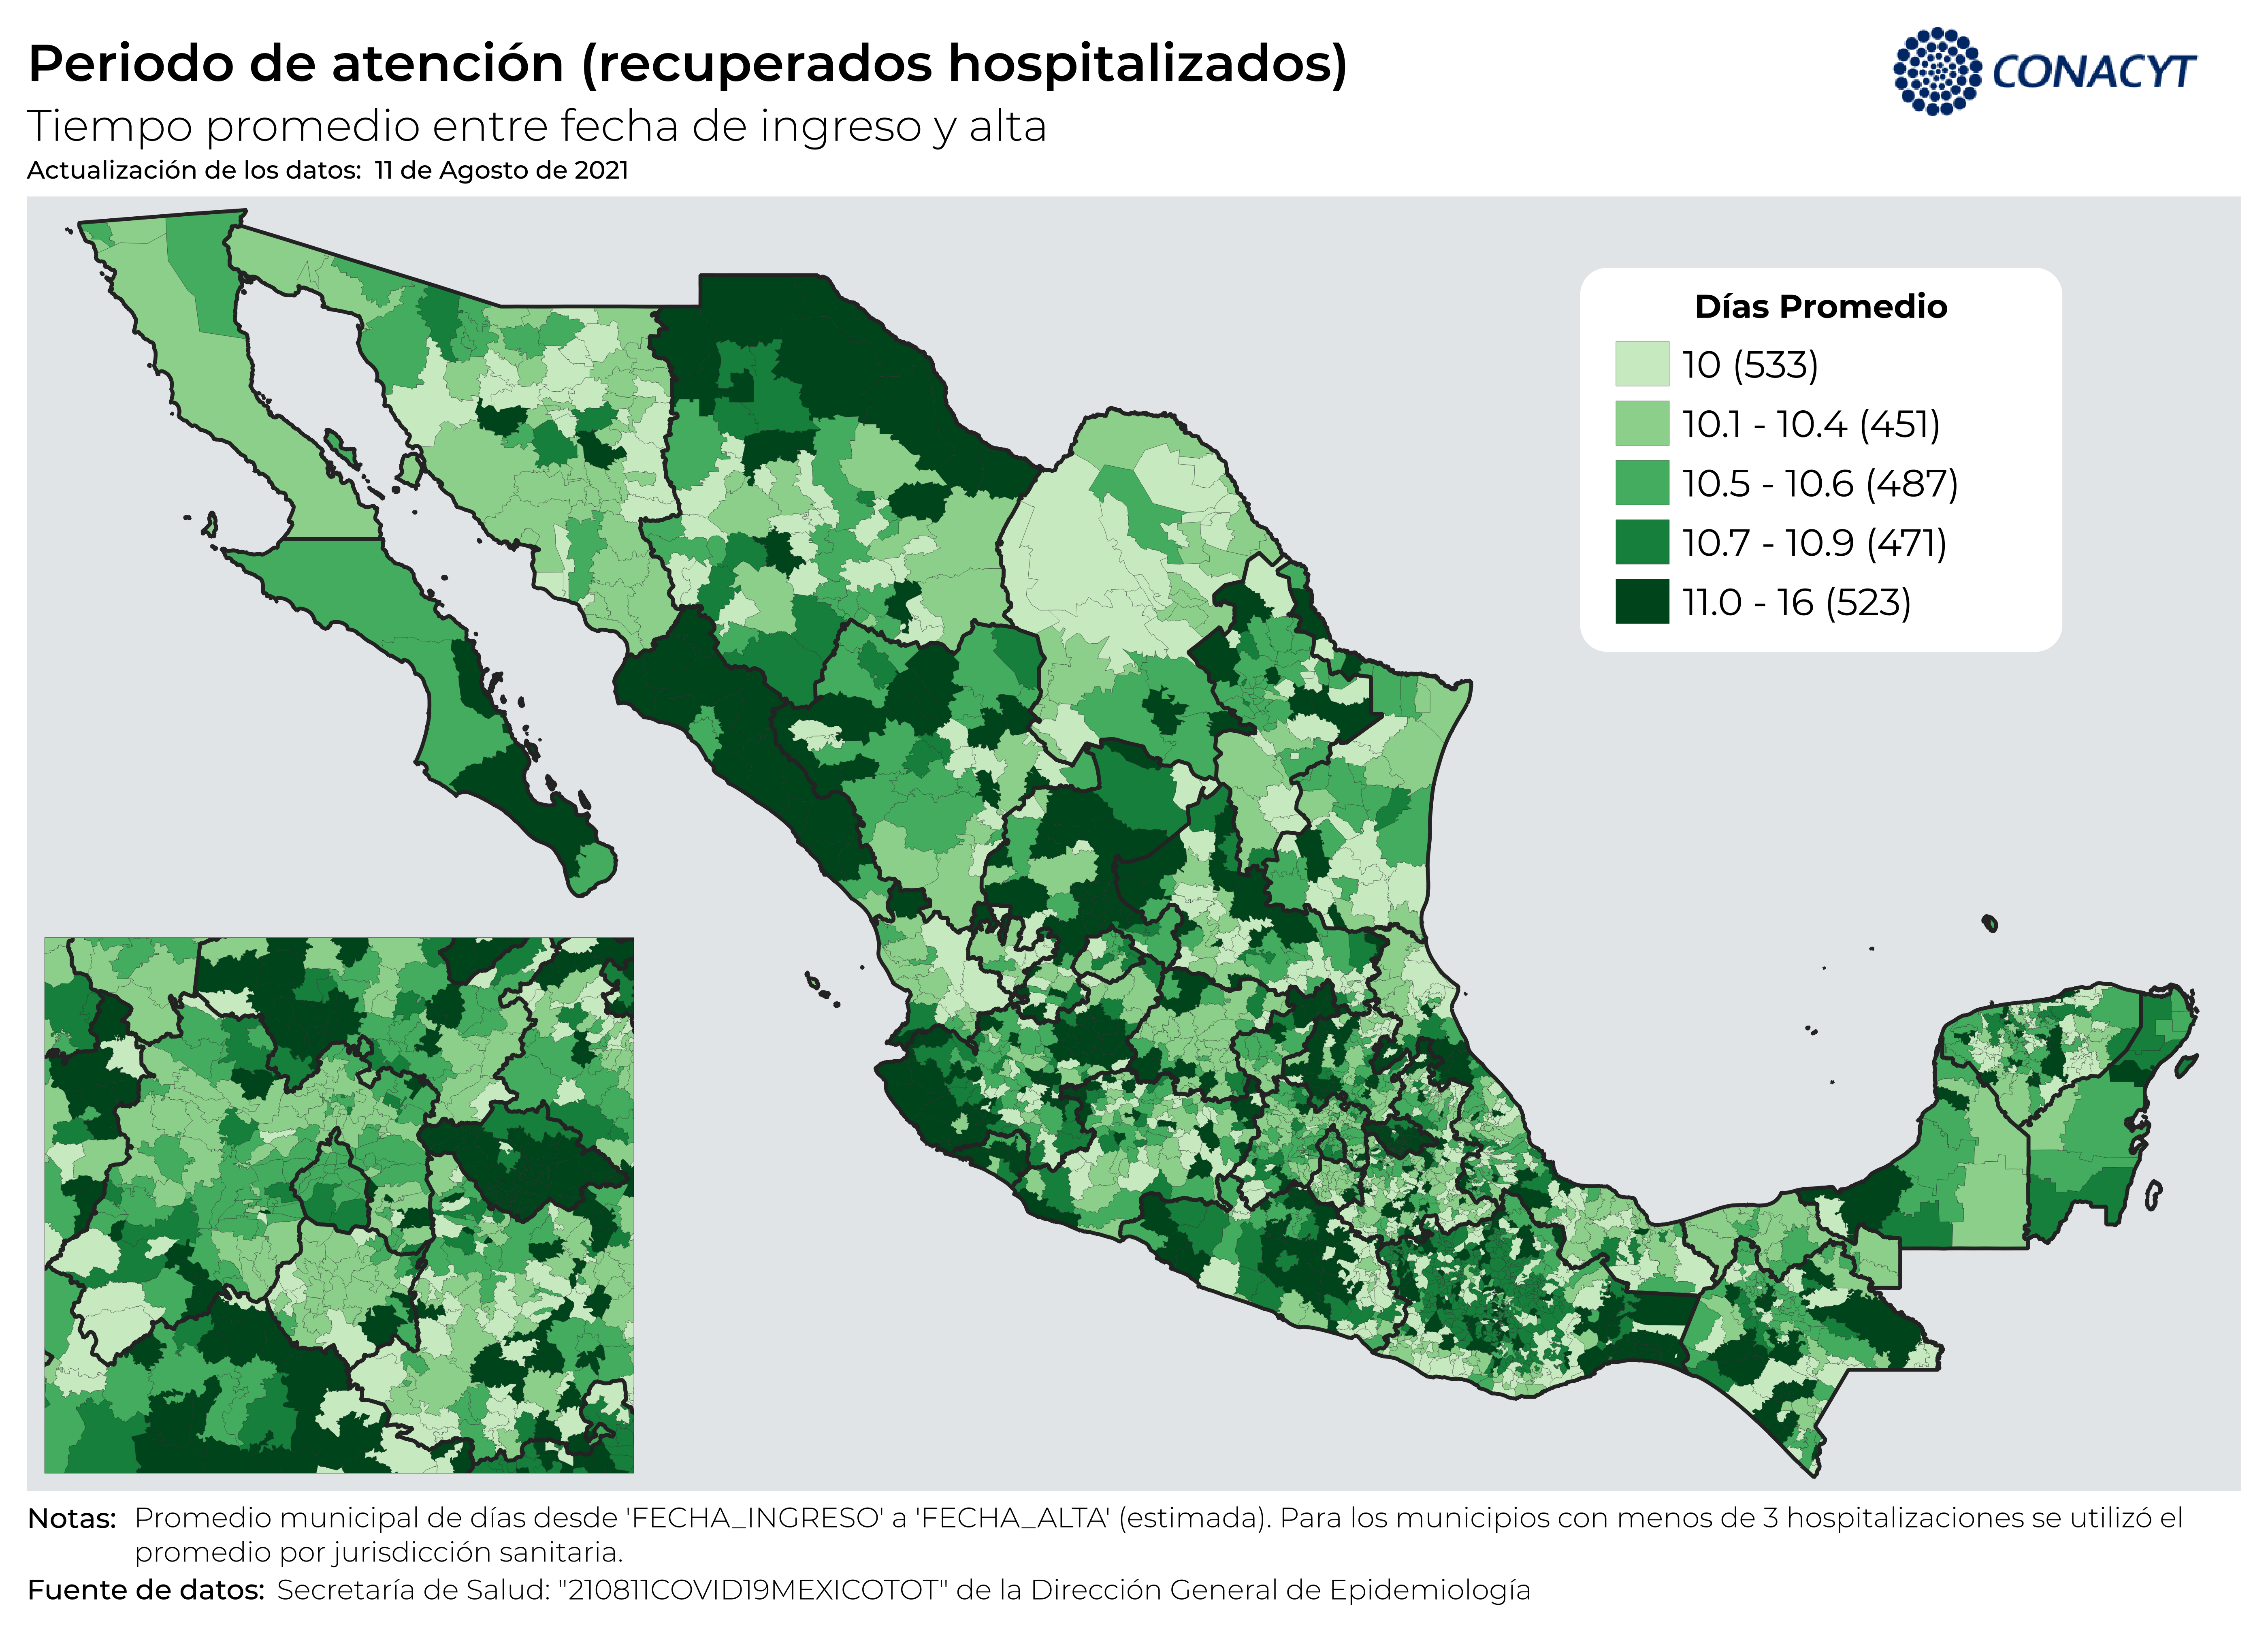 Periodo de atención (recuperados hospitalizados)
Tiempo promedio entre fecha de ingreso y alta
Actualización de los datos: 11 de Agosto de 2021
CONACYT
Días Promedio
10 (533)
10.1 - 10.4 (451)
10.5 - 10.6 (487)
10.7 - 10.9 (471)
11.0 - 16 (523)
Notas: Promedio municipal de días desde 'FECHA_INGRESO' a 'FECHA_ALTA' (estimada). Para los municipios con menos de 3 hospitalizaciones se utilizó el
promedio por jurisdicción sanitaria.
Fuente de datos: Secretaría de Salud: "210811COVID19MEXICOTOT" de la Dirección General de Epidemiología